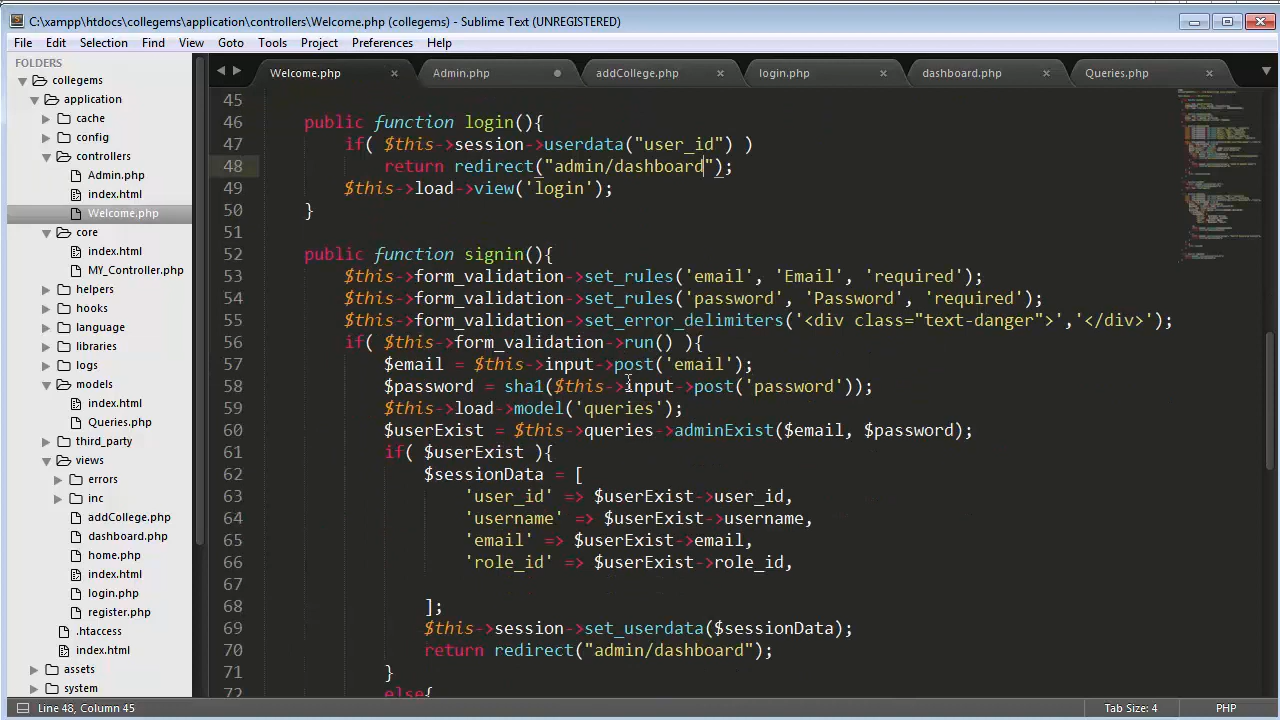 C:\xampp\htdocs\collegems\application\controllers\Welcome.php (collegems) - Sublime Text (UNREGISTERED)
File Edit Selection Find View Goto Tools Project Preferences Help
FOLDERS
collegems
application
cache
config
controllers
Admin.php
index.html
Welcome.php
core
index.html
MY_Controller.php
helpers
hooks
language
libraries
logs
models
index.html
Queries.php
third_party
views
errors
inc
addCollege.php
dashboard.php
home.php
index.html
login.php
register.php
.htaccess
index.html
assets
system
Welcome.php Admin.php addCollege.php login.php dashboard.php Queries.php
45
46 public function login(){
47 if( $this->session->userdata("user_id") )
48 return redirect("admin/dashboard");
49 $this->load->view('login');
50 }
51
52 public function signin(){
53 $this->form_validation->set_rules('email', 'Email', 'required');
54 $this->form_validation->set_rules('password', 'Password', 'required');
55 $this->form_validation->set_error_delimiters('<div class="text-danger">','</div>');
56 if( $this->form_validation->run() ){
57 $email = $this->input->post('email');
58 $password = sha1($this->input->post('password'));
59 $this->load->model('queries');
60 $userExist = $this->queries->adminExist($email, $password);
61 if( $userExist ){
62 $sessionData = [
63 'user_id' => $userExist->user_id,
64 'username' => $userExist->username,
65 'email' => $userExist->email,
66 'role_id' => $userExist->role_id,
67
68 ];
69 $this->session->set_userdata($sessionData);
70 return redirect("admin/dashboard");
71 }
72 else{
Line 48, Column 45 Tab Size: 4 PHP